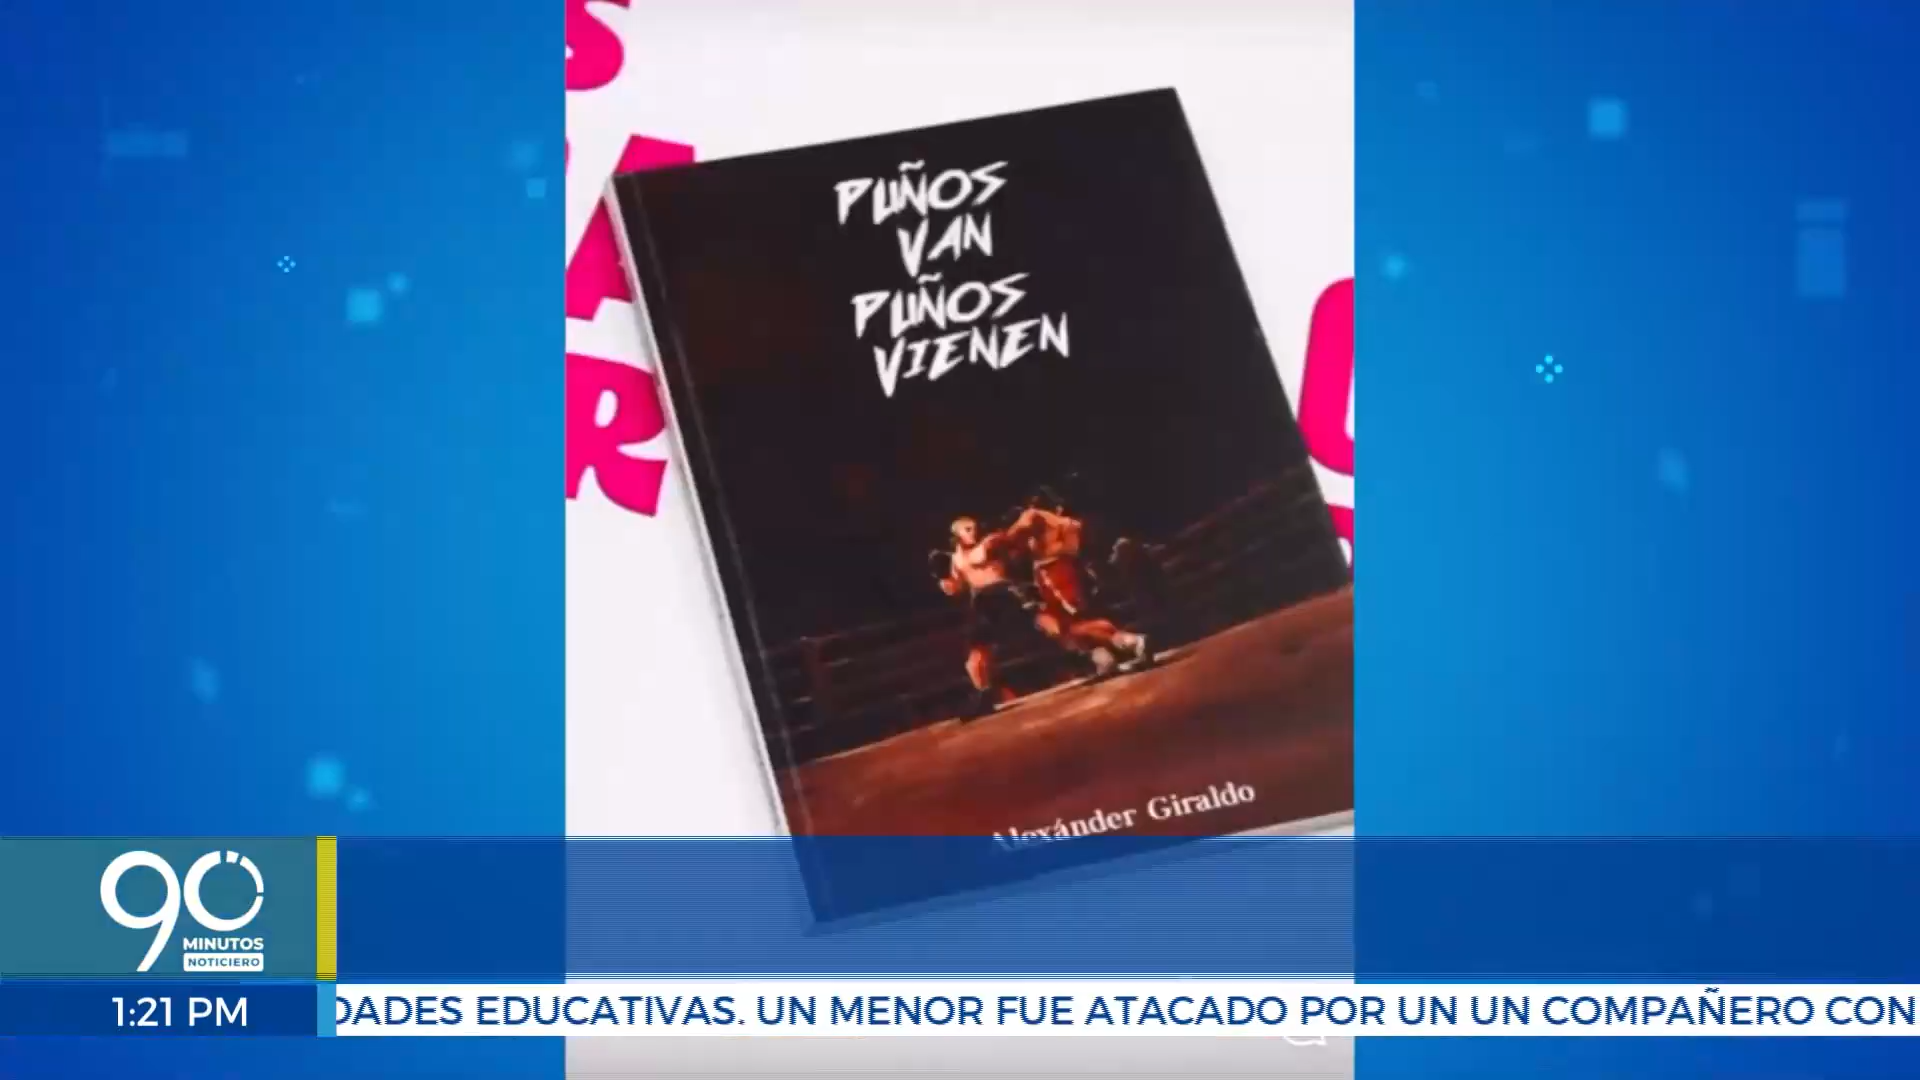 S
A
R
PUÑOS
VAN
PUÑOS
VIENEN
Alexánder Giraldo
90
MINUTOS
NOTICIERO
1:21 PM
DADES EDUCATIVAS. UN MENOR FUE ATACADO POR UN UN COMPAÑERO CON